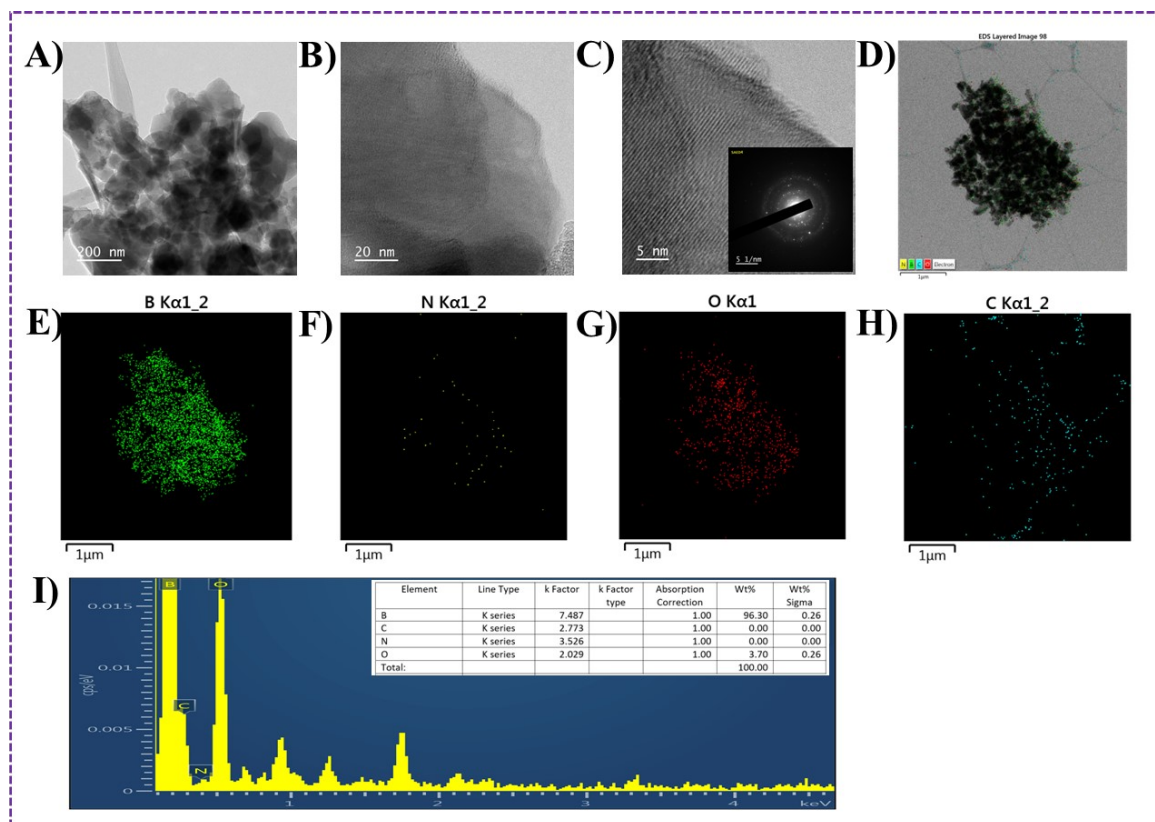 A)
200 nm
B)
20 nm
C)
5 nm
5 1/nm
D)
EDS Layered Image 98
N B C Electron
1µm
E)
B Kα1_2
1µm
F)
N Kα1_2
1µm
G)
O Kα1
1µm
H)
C Kα1_2
1µm
I)
cps/eV
0.015
0.01
0.005
0
B
C
N
O
1
2
3
4
keV
Element Line Type k Factor k Factor type Absorption Correction Wt% Wt% Sigma
B K series 7.487 1.00 96.30 0.26
C K series 2.773 1.00 0.00 0.00
N K series 3.526 1.00 0.00 0.00
O K series 2.029 1.00 3.70 0.26
Total: 100.00